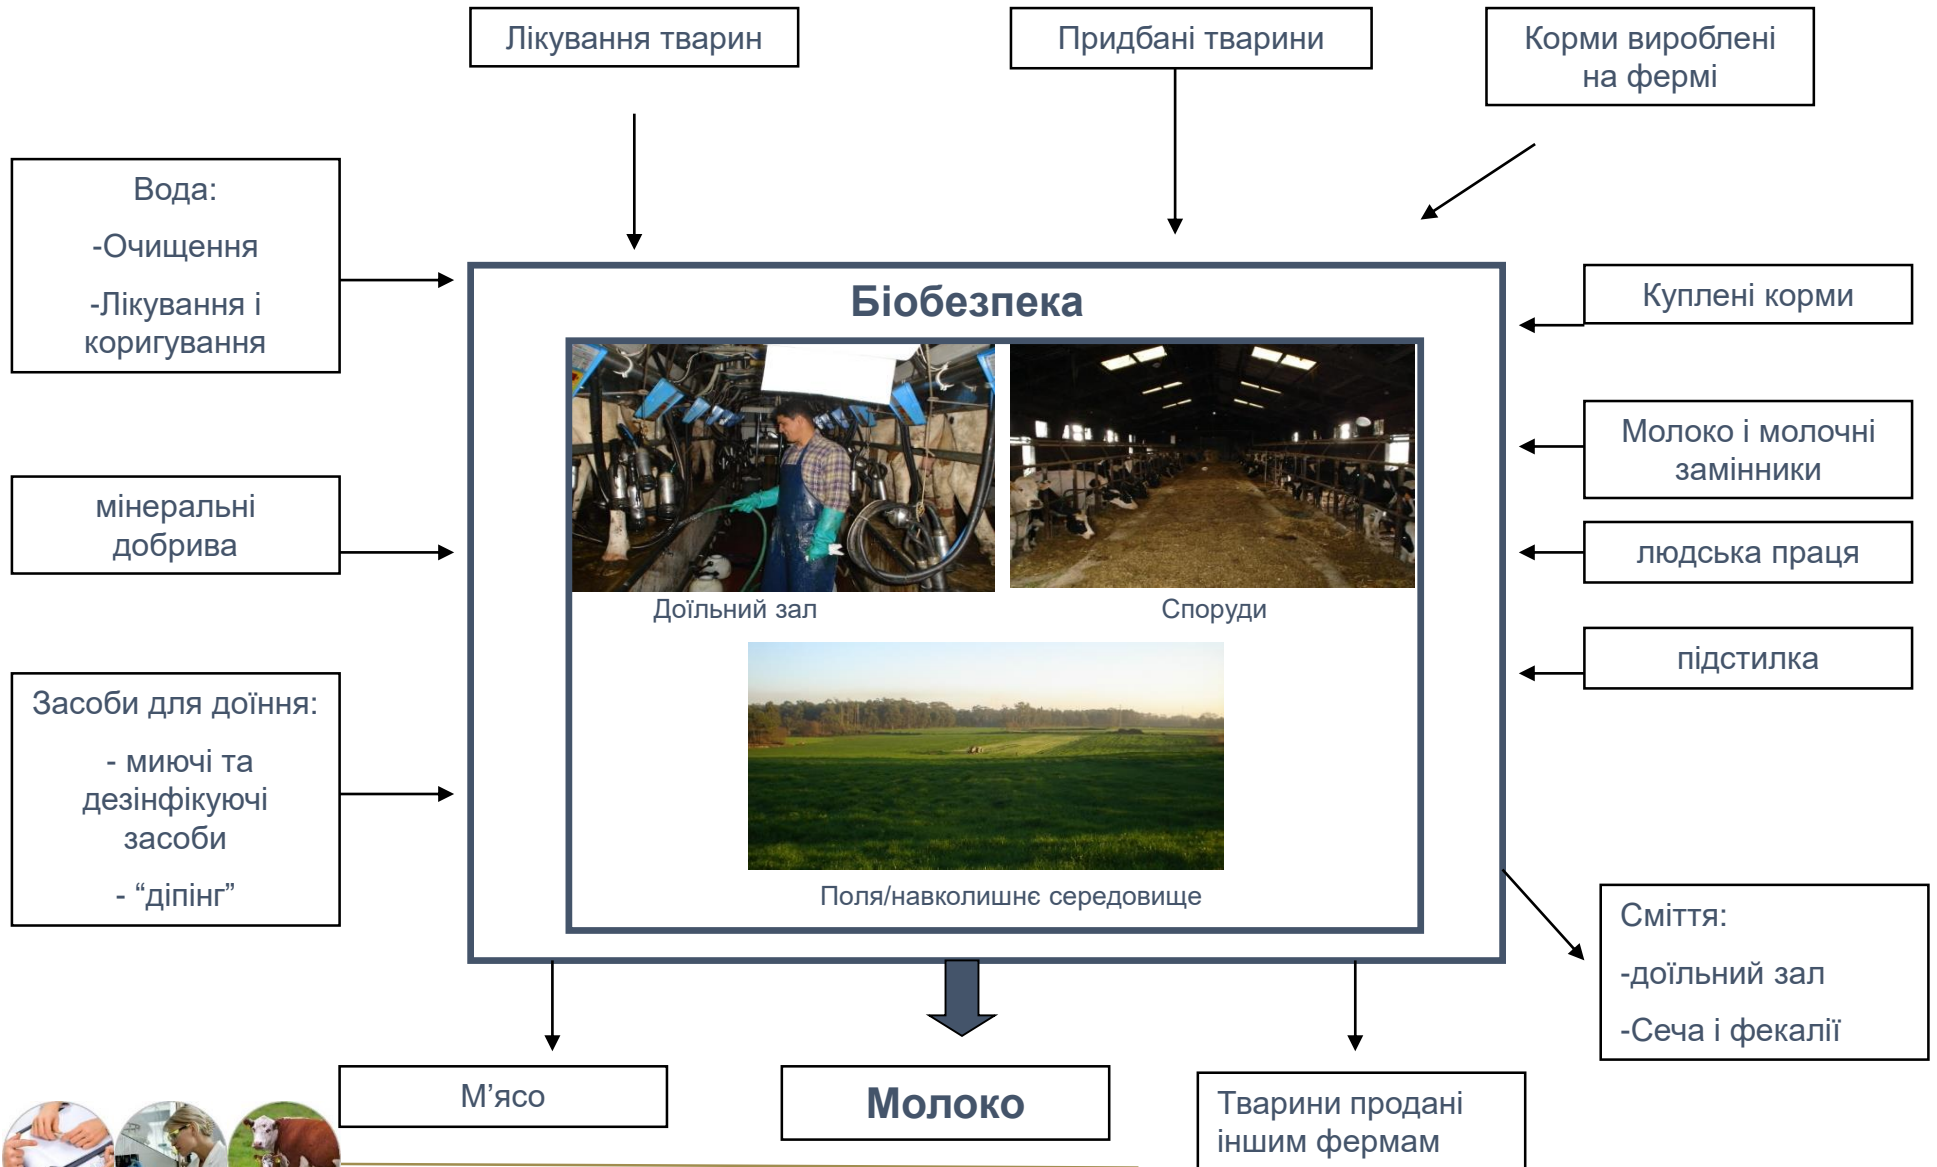 Лікування тварин
Придбані тварини
Корми вироблені
на фермі
Вода:
-Очищення
-Лікування і
коригування
Біобезпека
Куплені корми
Молоко і молочні
замінники
мінеральні
добрива
людська праця
Доїльний зал
Споруди
підстилка
Засоби для доїння:
- миючі та
дезінфікуючі
засоби
- “діпінг”
Поля/навколишнє середовище
Сміття:
-доїльний зал
-Сеча і фекалії
М’ясо
Молоко
Тварини продані
іншим фермам